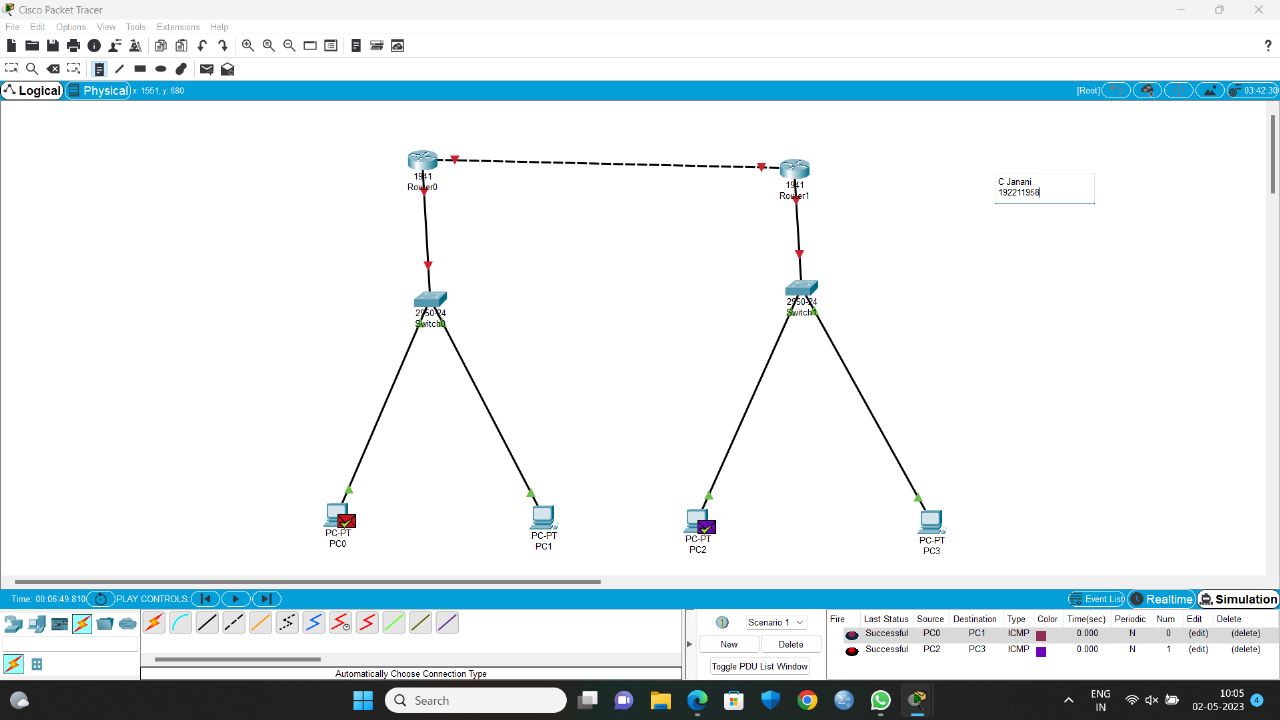 Cisco Packet Tracer
File Edit Options View Tools Extensions Help
?
Logical Physical x: 1551, y: 680 [Root] 03:42:30
1941
Router0
1941
Router1
C Janani
192211956
2950-24
Switch0
2950-24
PC-PT
PC0
PC-PT
PC1
PC-PT
PC2
PC-PT
PC3
Time: 00:06:49.810 PLAY CONTROLS: Event List Realtime Simulation
Automatically Choose Connection Type
Scenario 1
New Delete
Toggle PDU List Window
Fire Last Status Source Destination Type Color Time(sec) Periodic Num Edit Delete
Successful PC0 PC1 ICMP 0.000 N 0 (edit) (delete)
Successful PC2 PC3 ICMP 0.000 N 1 (edit) (delete)
Search
ENG
IN
10:05
02-05-2023
4